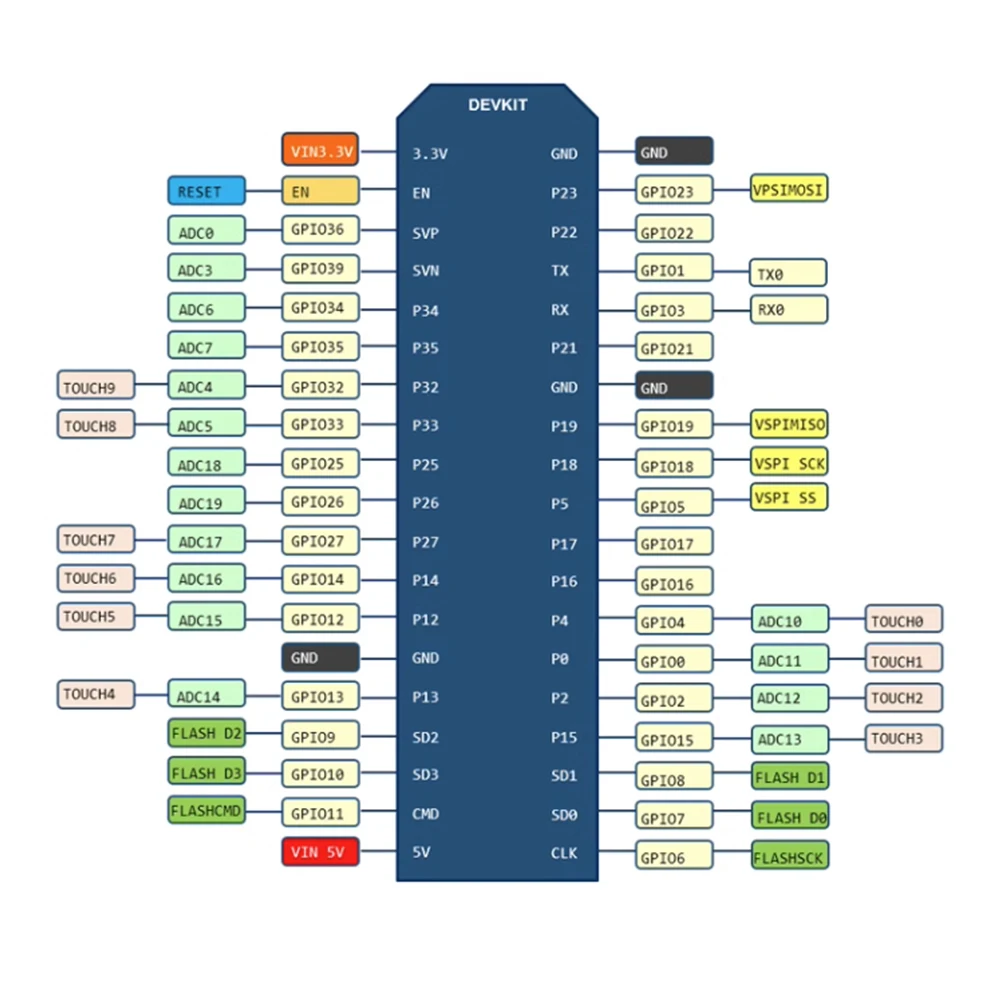 DEVKIT
VIN3.3V 3.3V GND GND
RESET EN EN P23 GPIO23 VPSIMOSI
ADC0 GPIO36 SVP P22 GPIO22
ADC3 GPIO39 SVN TX GPIO1 TX0
ADC6 GPIO34 P34 RX GPIO3 RX0
ADC7 GPIO35 P35 P21 GPIO21
TOUCH9 ADC4 GPIO32 P32 GND GND
TOUCH8 ADC5 GPIO33 P33 P19 GPIO19 VSPIMISO
ADC18 GPIO25 P25 P18 GPIO18 VSPI SCK
ADC19 GPIO26 P26 P5 GPIO5 VSPI SS
TOUCH7 ADC17 GPIO27 P27 P17 GPIO17
TOUCH6 ADC16 GPIO14 P14 P16 GPIO16
TOUCH5 ADC15 GPIO12 P12 P4 GPIO4 ADC10 TOUCH0
GND GND P0 GPIO0 ADC11 TOUCH1
TOUCH4 ADC14 GPIO13 P13 P2 GPIO2 ADC12 TOUCH2
FLASH D2 GPIO9 SD2 P15 GPIO15 ADC13 TOUCH3
FLASH D3 GPIO10 SD3 SD1 GPIO8 FLASH D1
FLASHCMD GPIO11 CMD SD0 GPIO7 FLASH D0
VIN 5V 5V CLK GPIO6 FLASHSCK